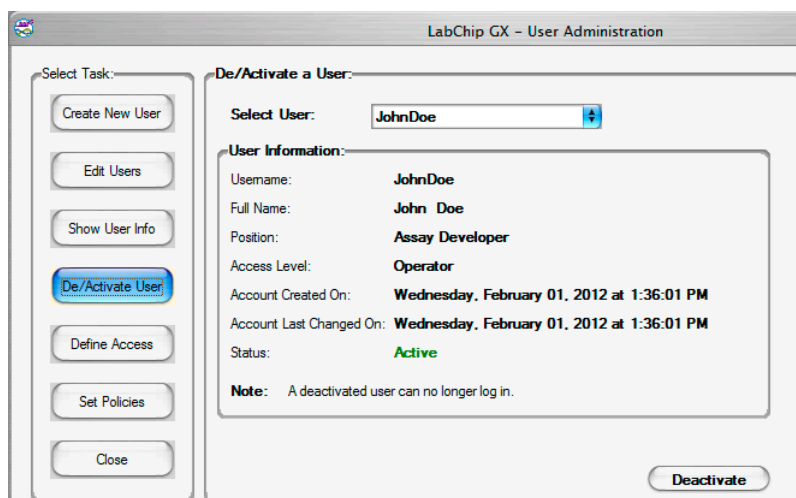 LabChip GX - User Administration
Select Task:
Create New User
Edit Users
Show User Info
De/Activate User
Define Access
Set Policies
Close
De/Activate a User:
Select User: JohnDoe
User Information:
Username: JohnDoe
Full Name: John Doe
Position: Assay Developer
Access Level: Operator
Account Created On: Wednesday, February 01, 2012 at 1:36:01 PM
Account Last Changed On: Wednesday, February 01, 2012 at 1:36:01 PM
Status: Active
Note: A deactivated user can no longer log in.
Deactivate